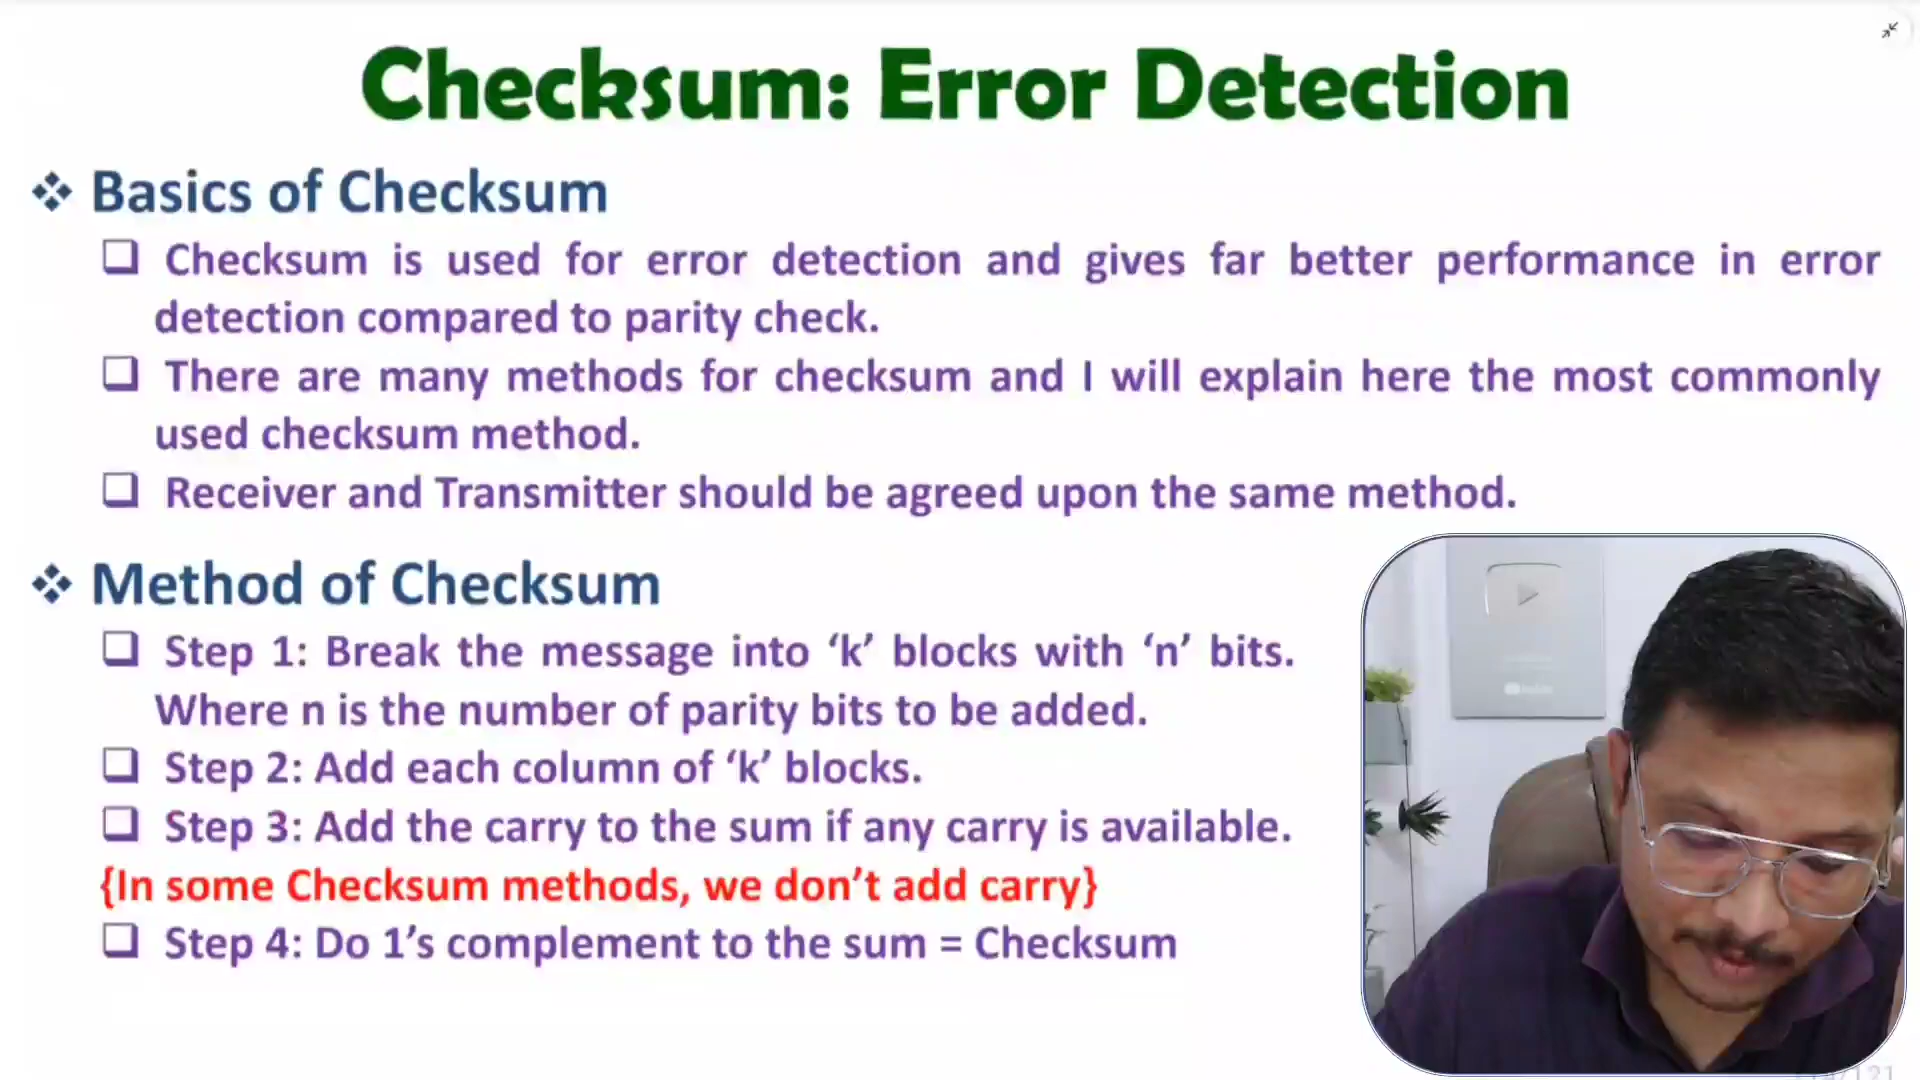 Checksum: Error Detection
Basics of Checksum
Checksum is used for error detection and gives far better performance in error
detection compared to parity check.
There are many methods for checksum and I will explain here the most commonly
used checksum method.
Receiver and Transmitter should be agreed upon the same method.
Method of Checksum
Step 1: Break the message into ‘k’ blocks with ‘n’ bits.
Where n is the number of parity bits to be added.
Step 2: Add each column of ‘k’ blocks.
Step 3: Add the carry to the sum if any carry is available.
{In some Checksum methods, we don’t add carry}
Step 4: Do 1’s complement to the sum = Checksum